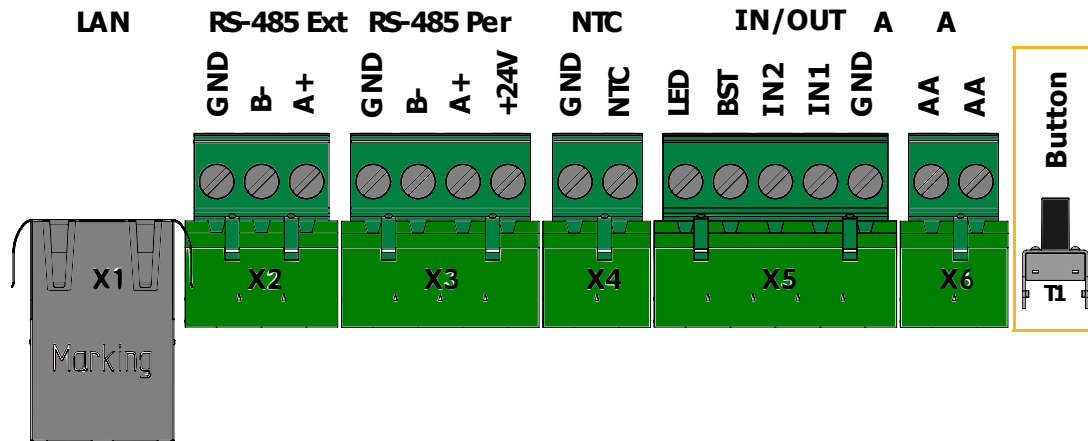 LAN RS-485 Ext RS-485 Per NTC IN/OUT A A
GND B- A+ GND B- A+ +24V GND NTC LED BST IN2 IN1 GND AA AA Button
X1 X2 X3 X4 X5 X6 T1
Marking